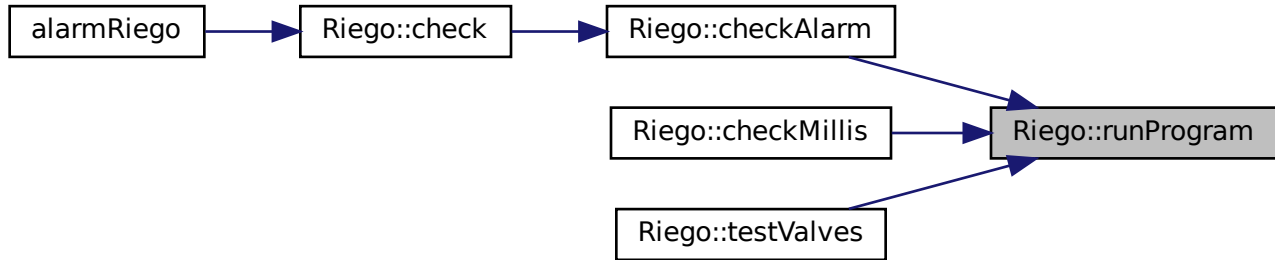 alarmRiego
Riego::check
Riego::checkAlarm
Riego::checkMillis
Riego::runProgram
Riego::testValves